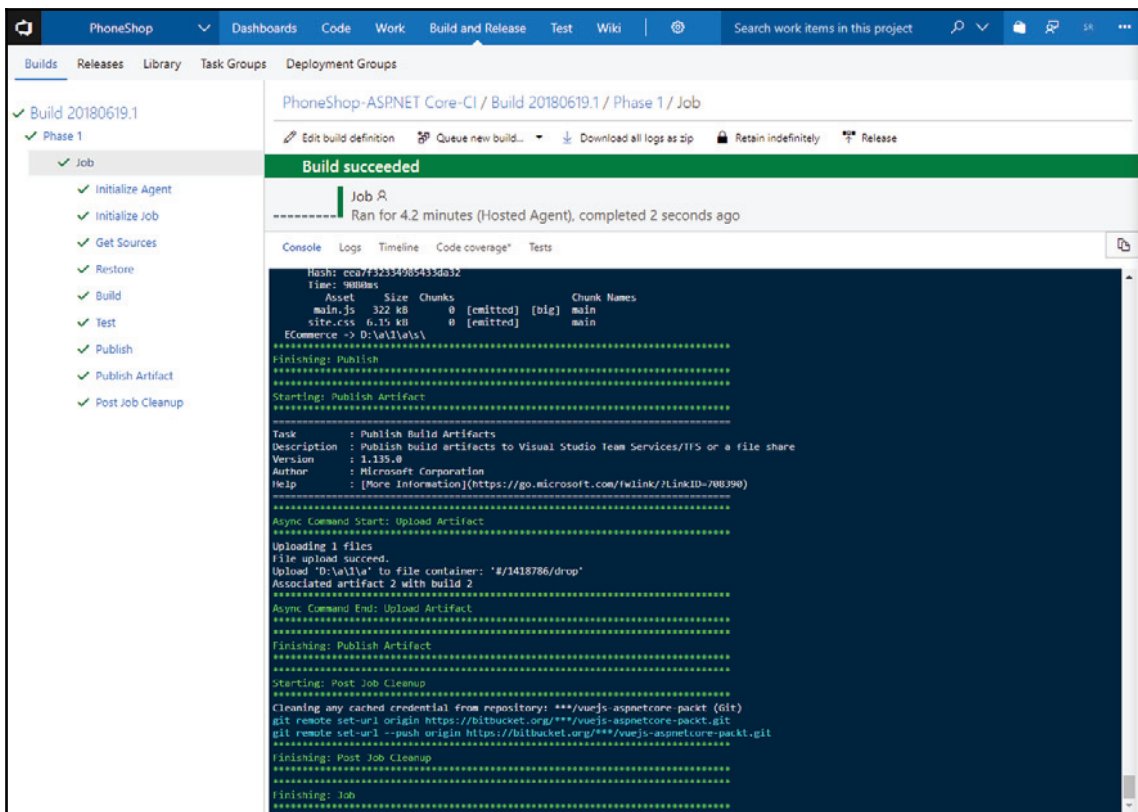 PhoneShop Dashboards Code Work Build and Release Test Wiki Search work items in this project SR
Builds Releases Library Task Groups Deployment Groups
Build 20180619.1
Phase 1
Job
Initialize Agent
Initialize Job
Get Sources
Restore
Build
Test
Publish
Publish Artifact
Post Job Cleanup
PhoneShop-ASP.NET Core-CI / Build 20180619.1 / Phase 1 / Job
Edit build definition Queue new build... Download all logs as zip Retain indefinitely Release
Build succeeded
Job
Ran for 4.2 minutes (Hosted Agent), completed 2 seconds ago
Console Logs Timeline Code coverage* Tests
Hash: eea7f32334985433da32
Time: 9080ms
Asset Size Chunks Chunk Names
main.js 322 kB 0 [emitted] [big] main
site.css 6.15 kB 0 [emitted] main
ECommerce -> D:\a\1\a\s\
******************************************************************************
Finishing: Publish
******************************************************************************
******************************************************************************
Starting: Publish Artifact
******************************************************************************
==============================================================================
Task : Publish Build Artifacts
Description : Publish build artifacts to Visual Studio Team Services/TFS or a file share
Version : 1.135.0
Author : Microsoft Corporation
Help : [More Information](https://go.microsoft.com/fwlink/?LinkID=708390)
==============================================================================
******************************************************************************
Async Command Start: Upload Artifact
******************************************************************************
Uploading 1 files
File upload succeed.
Upload 'D:\a\1\a' to file container: '#/1418786/drop'
Associated artifact 2 with build 2
******************************************************************************
Async Command End: Upload Artifact
******************************************************************************
******************************************************************************
Finishing: Publish Artifact
******************************************************************************
******************************************************************************
Starting: Post Job Cleanup
******************************************************************************
Cleaning any cached credential from repository: ***/vuejs-aspnetcore-packt (Git)
git remote set-url origin https://bitbucket.org/***/vuejs-aspnetcore-packt.git
git remote set-url --push origin https://bitbucket.org/***/vuejs-aspnetcore-packt.git
******************************************************************************
Finishing: Post Job Cleanup
******************************************************************************
******************************************************************************
Finishing: Job
******************************************************************************